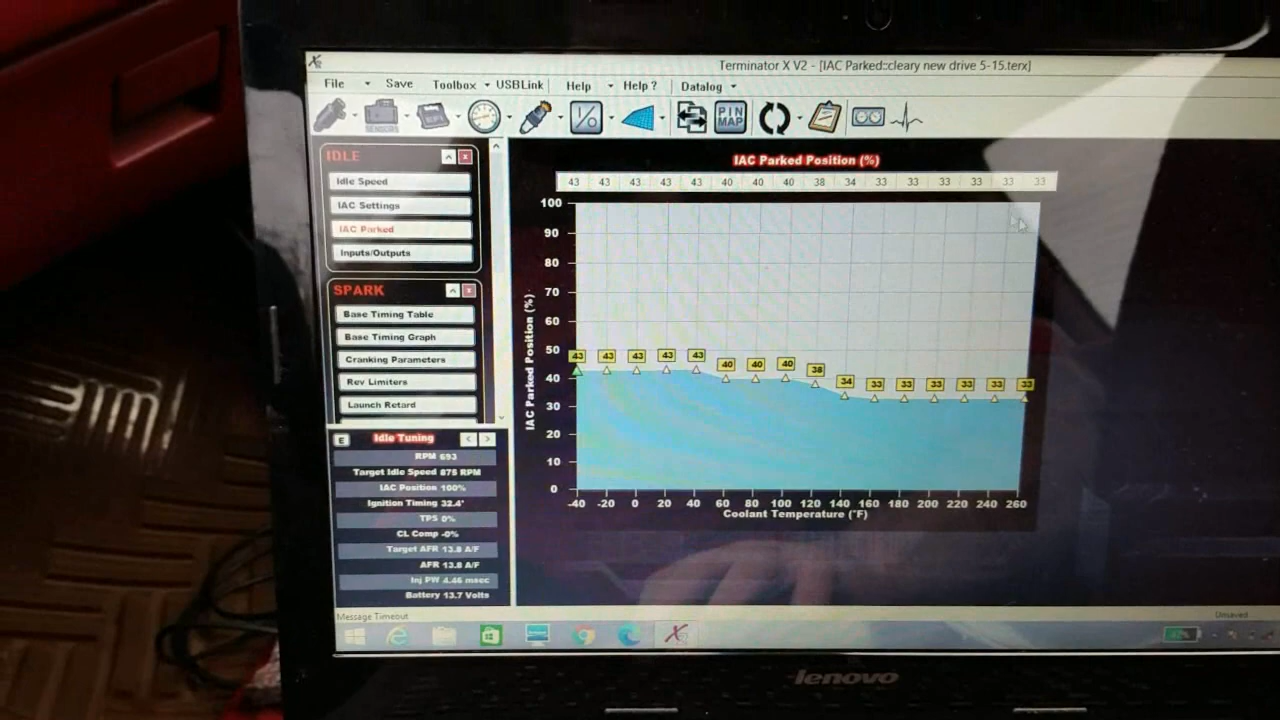 Terminator X V2 - [IAC Parked::cleary new drive 5-15.terx]
File Save Toolbox USBLink Help Help ? Datalog
SENSORS EFI I/O PIN MAP
IDLE
Idle Speed
IAC Settings
IAC Parked
Inputs/Outputs
SPARK
Base Timing Table
Base Timing Graph
Cranking Parameters
Rev Limiters
Launch Retard
E Idle Tuning < >
RPM 693
Target Idle Speed 875 RPM
IAC Position 100%
Ignition Timing 32.4°
TPS 0%
CL Comp -0%
Target AFR 13.8 A/F
AFR 13.8 A/F
Inj PW 4.46 msec
Battery 13.7 Volts
IAC Parked Position (%)
43 43 43 43 43 40 40 40 38 34 33 33 33 33 33 33
IAC Parked Position (%)
100
90
80
70
60
50
40
30
20
10
0
43 43 43 43 43 40 40 40 38 34 33 33 33 33 33 33
-40 -20 0 20 40 60 80 100 120 140 160 180 200 220 240 260
Coolant Temperature (°F)
Message Timeout
Unsaved
lenovo